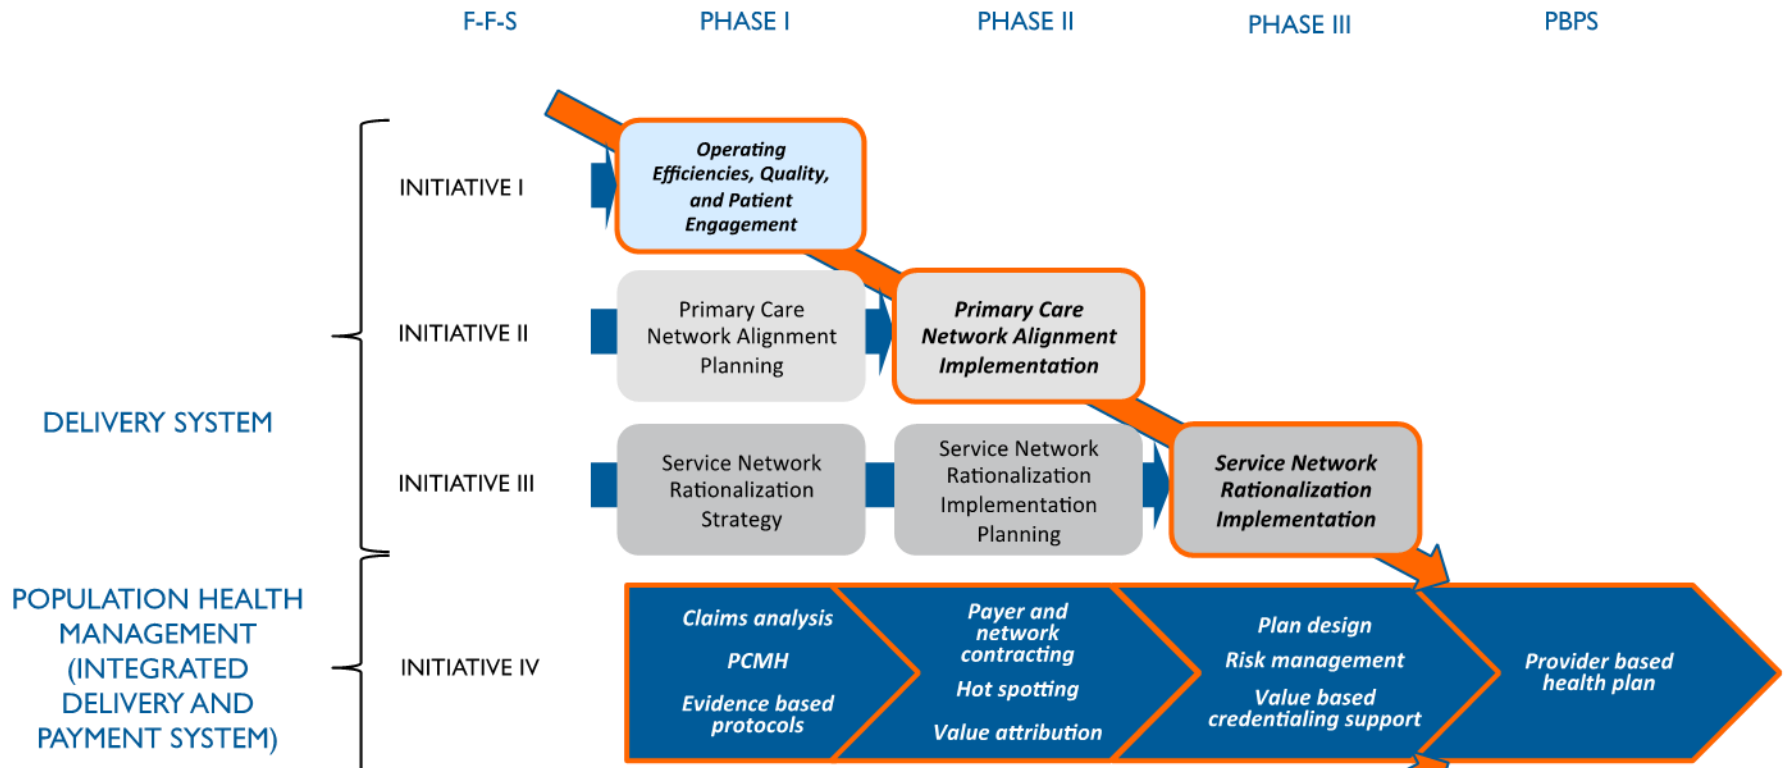 F-F-S
PHASE I
PHASE II
PHASE III
PBPS
DELIVERY SYSTEM
INITIATIVE I
Operating
Efficiencies, Quality,
and Patient
Engagement
INITIATIVE II
Primary Care
Network Alignment
Planning
Primary Care
Network Alignment
Implementation
INITIATIVE III
Service Network
Rationalization
Strategy
Service Network
Rationalization
Implementation
Planning
Service Network
Rationalization
Implementation
POPULATION HEALTH
MANAGEMENT
(INTEGRATED
DELIVERY AND
PAYMENT SYSTEM)
INITIATIVE IV
Claims analysis
PCMH
Evidence based
protocols
Payer and
network
contracting
Hot spotting
Value attribution
Plan design
Risk management
Value based
credentialing support
Provider based
health plan